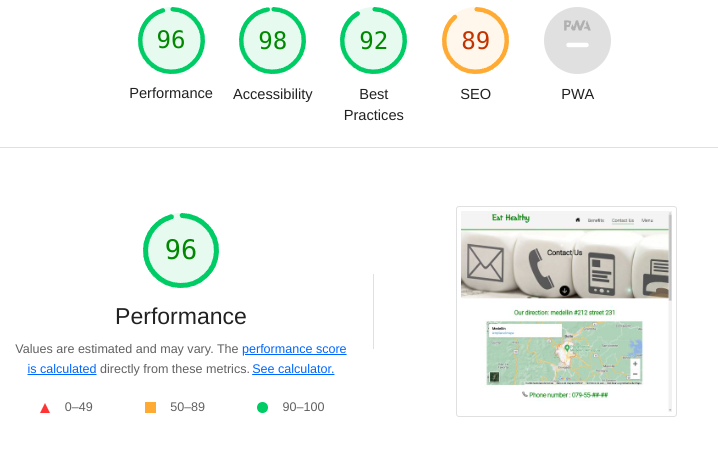 96
98
92
89
PWA
Performance
Accessibility
Best
Practices
SEO
PWA
96
Performance
Values are estimated and may vary. The performance score
is calculated directly from these metrics. See calculator.
0–49
50–89
90–100
Eat Healthy
Benefits
Contact Us
Menu
Contact Us
Our direction: medellin #212 street 231
Medellin
Phone number : 079-55-##-##